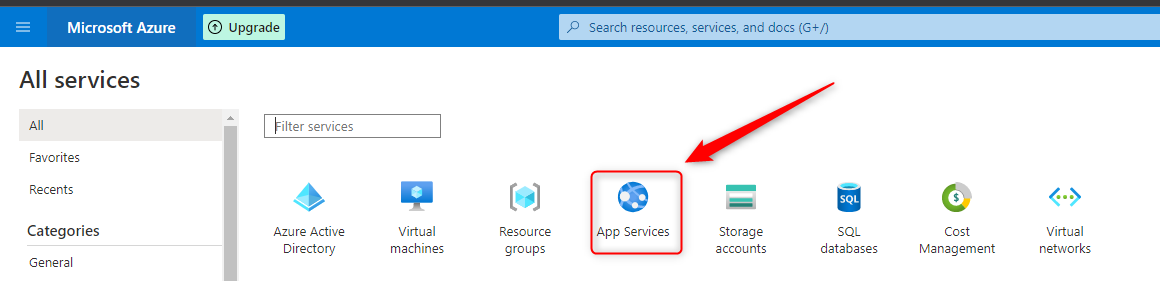 Microsoft Azure
Upgrade
Search resources, services, and docs (G+/)
All services
All
Favorites
Recents
Categories
General
Filter services
Azure Active
Directory
Virtual
machines
Resource
groups
App Services
Storage
accounts
SQL
SQL
databases
$
Cost
Management
Virtual
networks